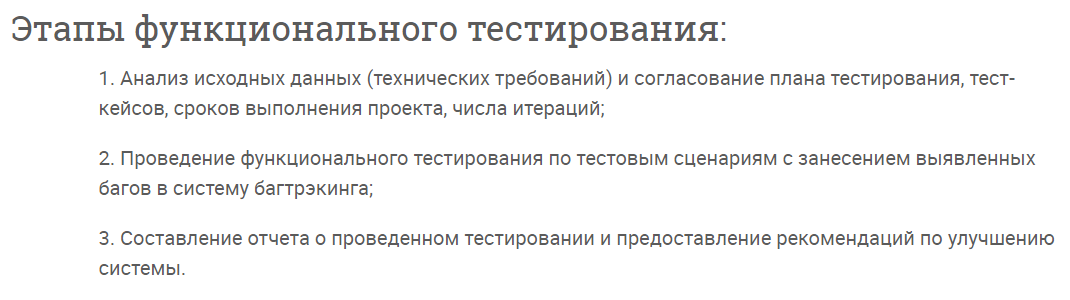 Этапы функционального тестирования:
1. Анализ исходных данных (технических требований) и согласование плана тестирования, тест-
кейсов, сроков выполнения проекта, числа итераций;
2. Проведение функционального тестирования по тестовым сценариям с занесением выявленных
багов в систему багтрэкинга;
3. Составление отчета о проведенном тестировании и предоставление рекомендаций по улучшению
системы.